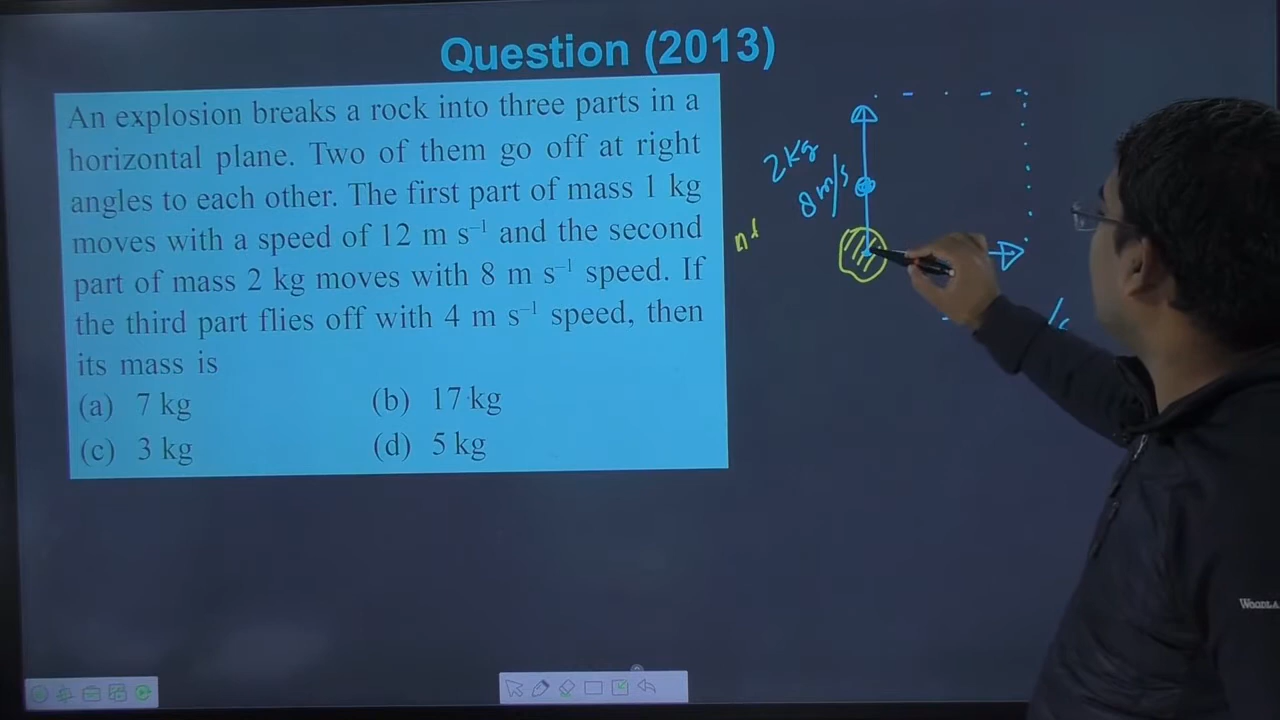 Question (2013)
An explosion breaks a rock into three parts in a
horizontal plane. Two of them go off at right
angles to each other. The first part of mass 1 kg
moves with a speed of 12 m s⁻¹ and the second
part of mass 2 kg moves with 8 m s⁻¹ speed. If
the third part flies off with 4 m s⁻¹ speed, then
its mass is
(a) 7 kg (b) 17 kg
(c) 3 kg (d) 5 kg
2 kg
8 m/s
/s